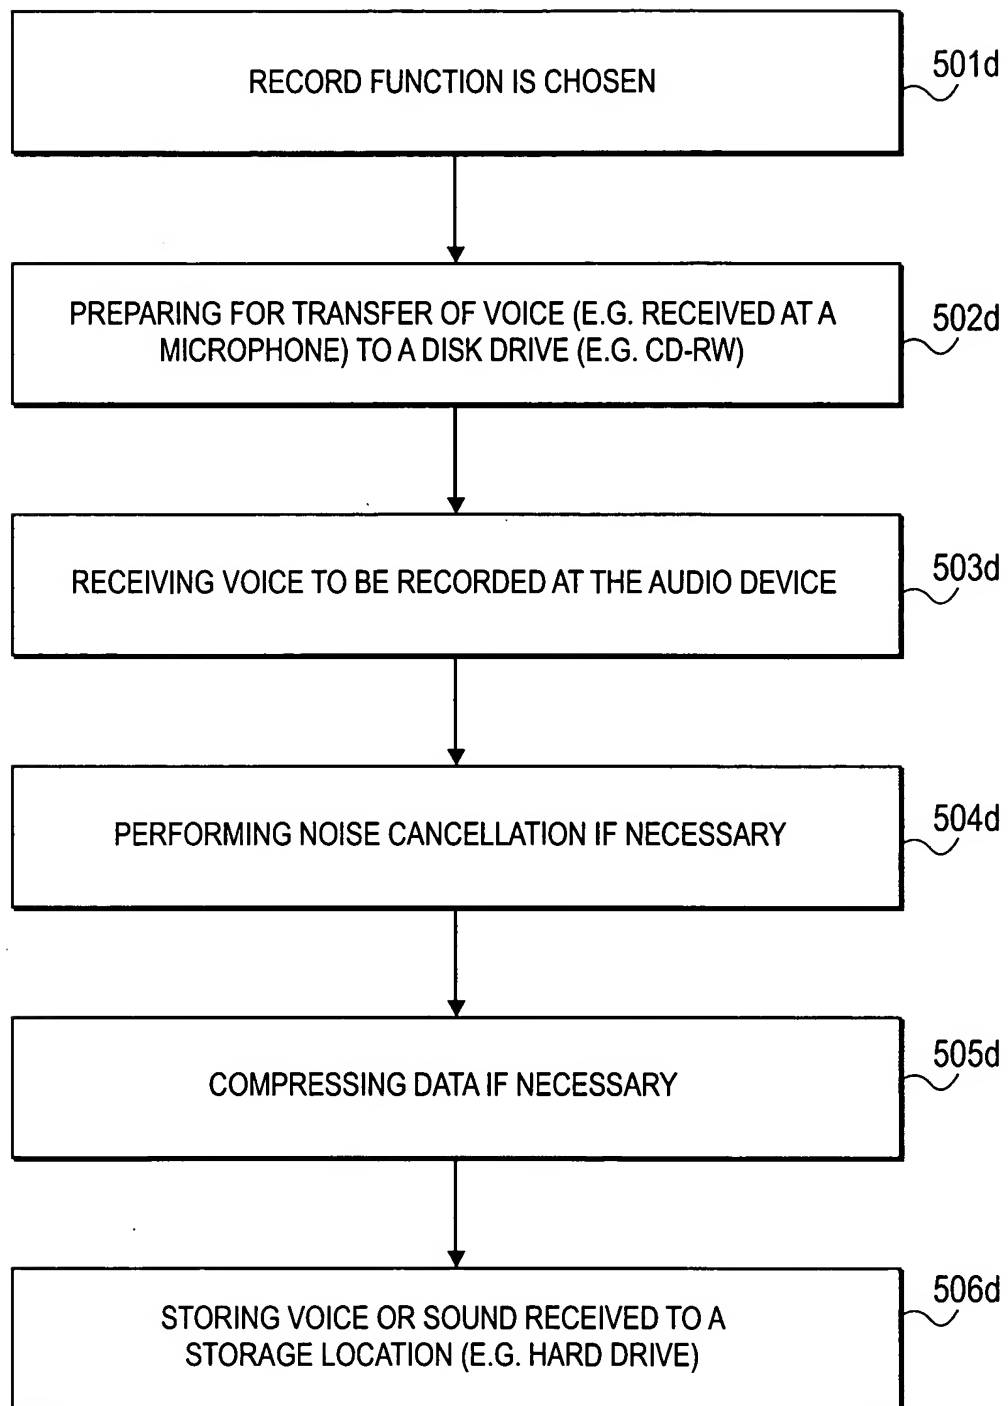 RECORD FUNCTION IS CHOSEN
501d
PREPARING FOR TRANSFER OF VOICE (E.G. RECEIVED AT A
MICROPHONE) TO A DISK DRIVE (E.G. CD-RW)
502d
RECEIVING VOICE TO BE RECORDED AT THE AUDIO DEVICE
503d
PERFORMING NOISE CANCELLATION IF NECESSARY
504d
COMPRESSING DATA IF NECESSARY
505d
STORING VOICE OR SOUND RECEIVED TO A
STORAGE LOCATION (E.G. HARD DRIVE)
506d